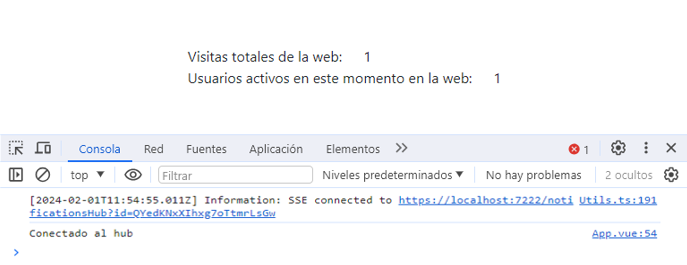 Visitas totales de la web: 1
Usuarios activos en este momento en la web: 1
Consola Red Fuentes Aplicación Elementos 1
top Filtrar Niveles predeterminados No hay problemas 2 ocultos
[2024-02-01T11:54:55.011Z] Information: SSE connected to https://localhost:7222/noti Utils.ts:191
ficationsHub?id=QYedKNxXIhxg7oTtmrLsGw
Conectado al hub App.vue:54